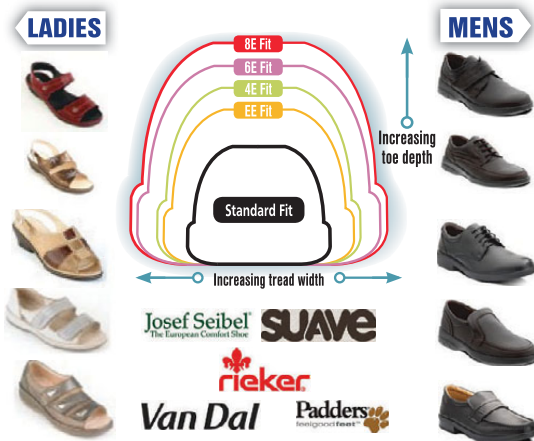 LADIES
MENS
8E Fit
6E Fit
4E Fit
EE Fit
Standard Fit
Increasing
toe depth
Increasing tread width
Josef Seibel®
The European Comfort Shoe
SUAVE
rieker
Van Dal
Padders
feelgoodfeet™